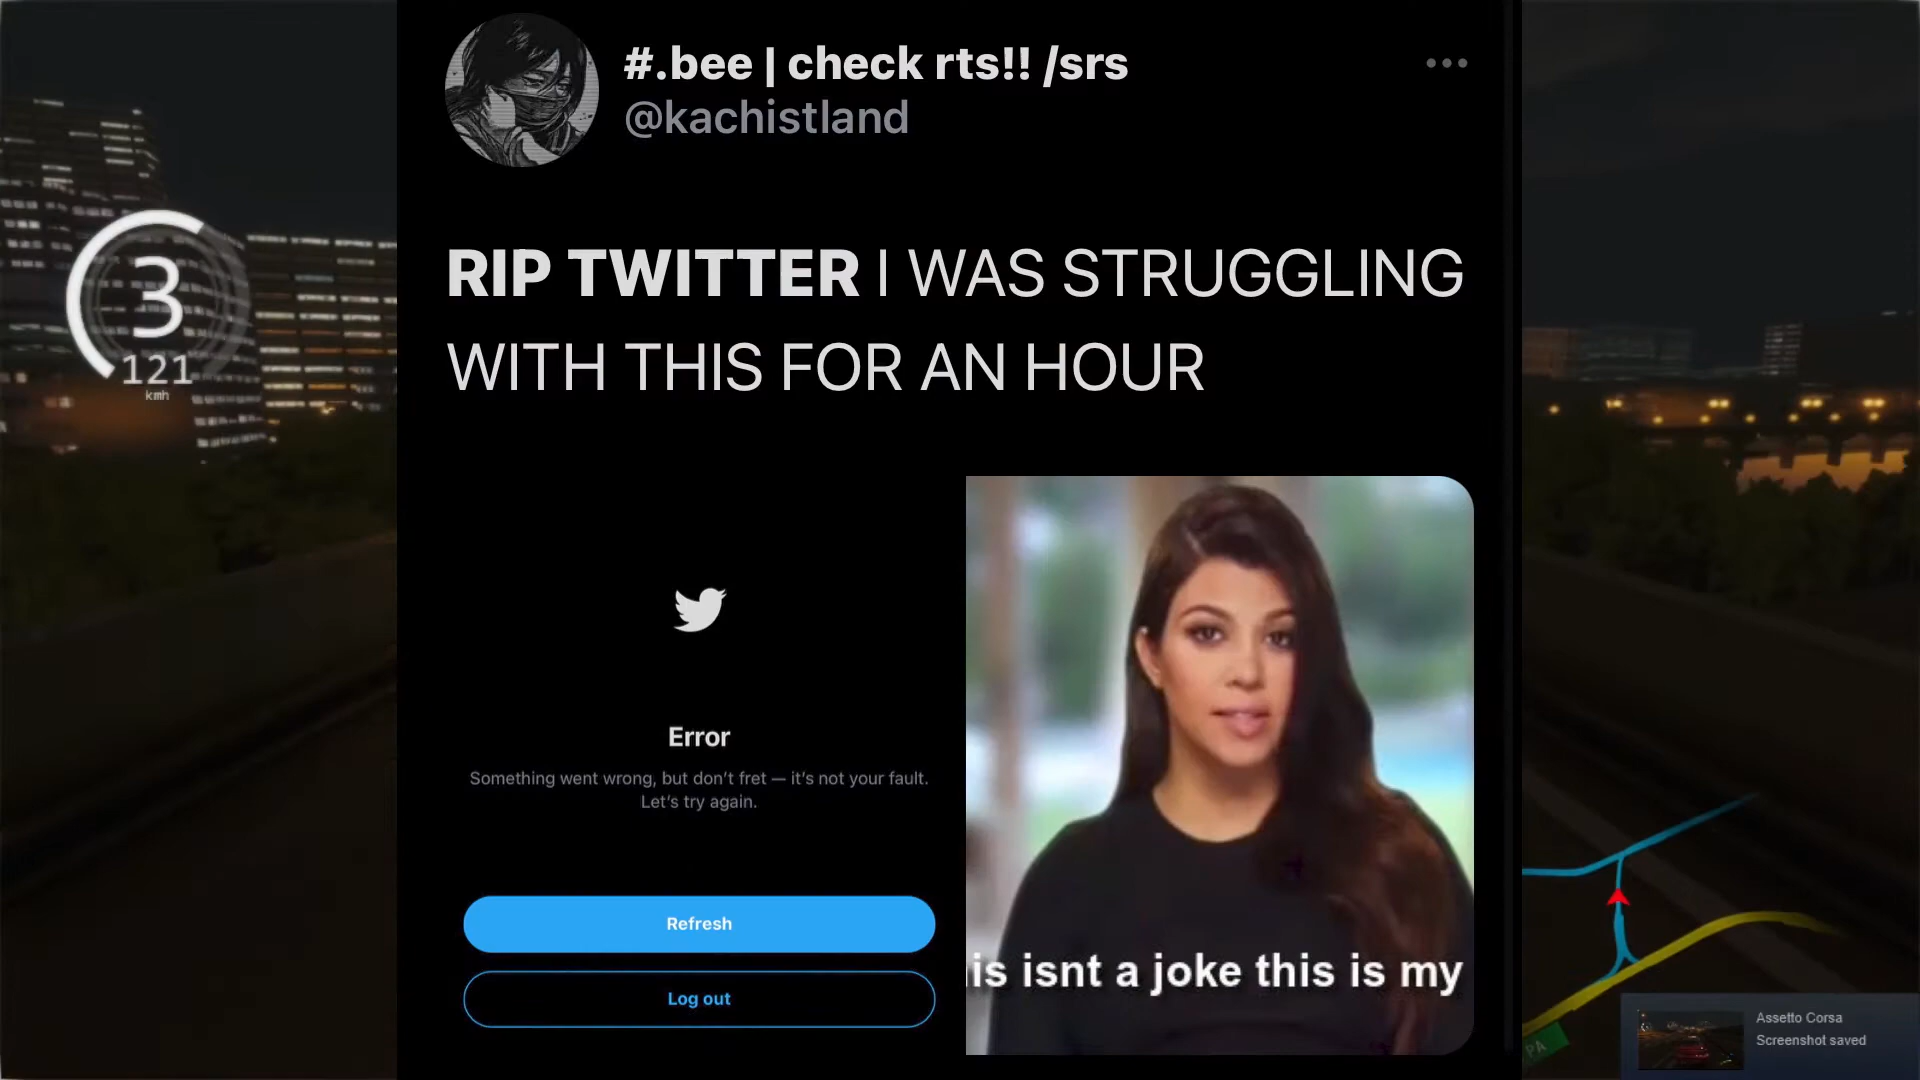 #.bee | check rts!! /srs
@kachistland
RIP TWITTER I WAS STRUGGLING
WITH THIS FOR AN HOUR
3
121
kmh
Error
Something went wrong, but don't fret — it's not your fault.
Let's try again.
Refresh
Log out
is isnt a joke this is my
PA
Assetto Corsa
Screenshot saved